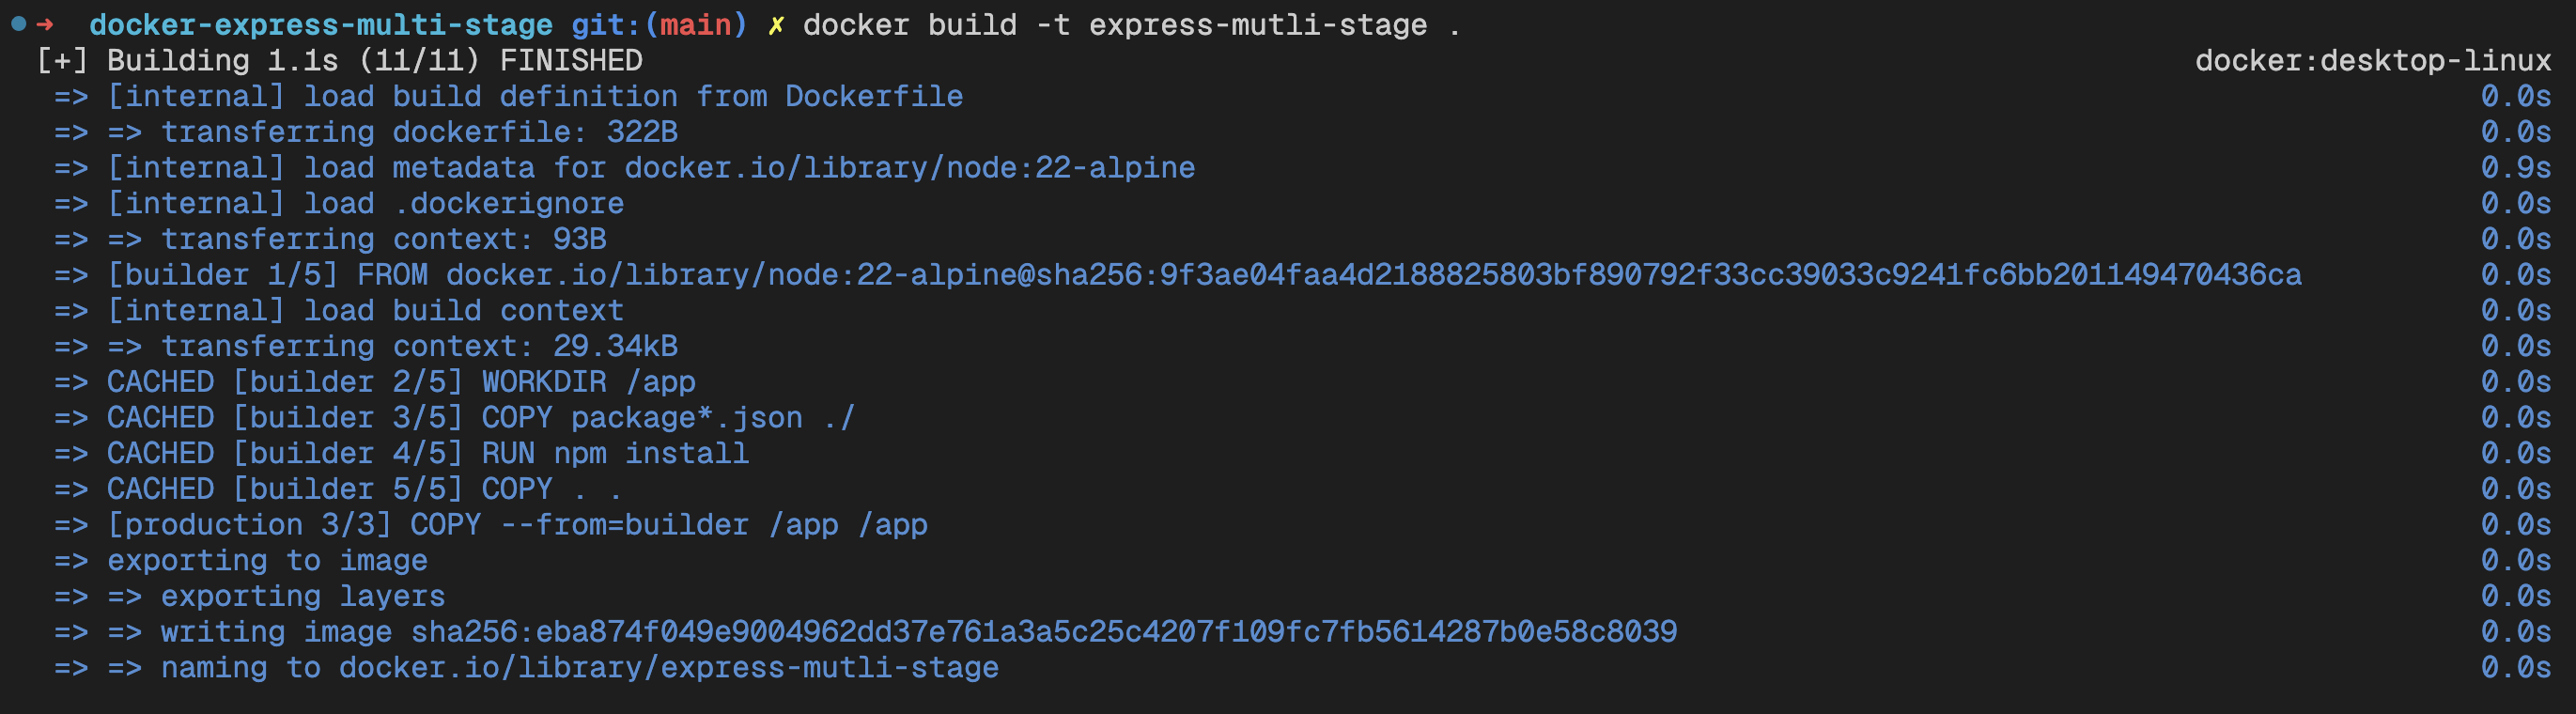 ➜ docker-express-multi-stage git:(main) ✗ docker build -t express-mutli-stage .
[+] Building 1.1s (11/11) FINISHED docker:desktop-linux
=> [internal] load build definition from Dockerfile 0.0s
=> => transferring dockerfile: 322B 0.0s
=> [internal] load metadata for docker.io/library/node:22-alpine 0.9s
=> [internal] load .dockerignore 0.0s
=> => transferring context: 93B 0.0s
=> [builder 1/5] FROM docker.io/library/node:22-alpine@sha256:9f3ae04faa4d2188825803bf890792f33cc39033c9241fc6bb201149470436ca 0.0s
=> [internal] load build context 0.0s
=> => transferring context: 29.34kB 0.0s
=> CACHED [builder 2/5] WORKDIR /app 0.0s
=> CACHED [builder 3/5] COPY package*.json ./ 0.0s
=> CACHED [builder 4/5] RUN npm install 0.0s
=> CACHED [builder 5/5] COPY . . 0.0s
=> [production 3/3] COPY --from=builder /app /app 0.0s
=> exporting to image 0.0s
=> => exporting layers 0.0s
=> => writing image sha256:eba874f049e9004962dd37e761a3a5c25c4207f109fc7fb5614287b0e58c8039 0.0s
=> => naming to docker.io/library/express-mutli-stage 0.0s